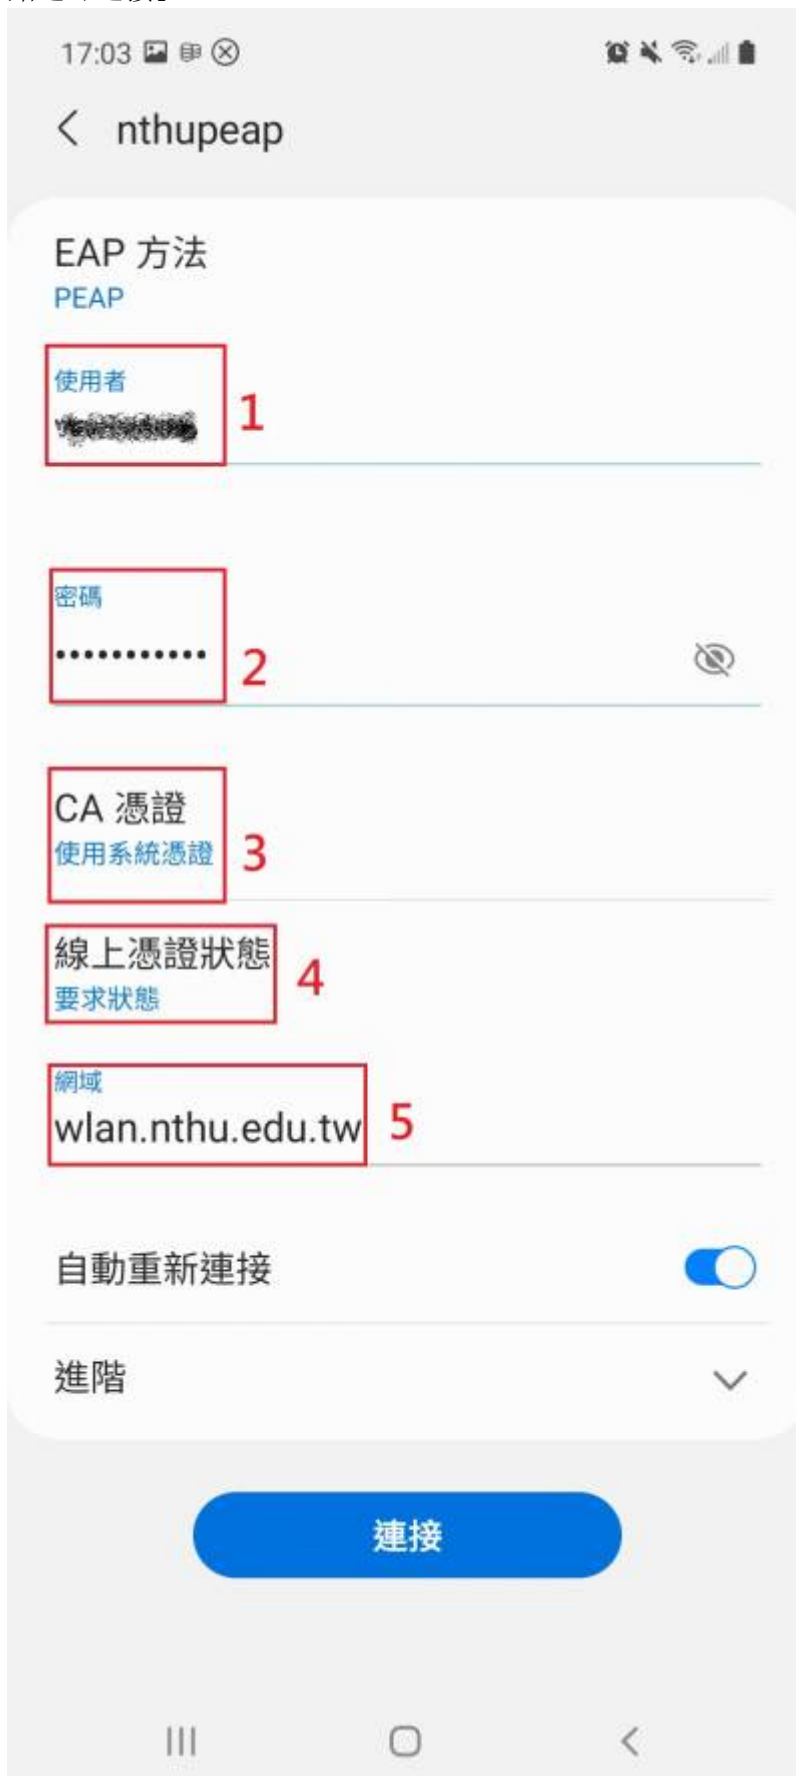 17:03
nthupeap
EAP 方法
PEAP
使用者
1
密碼
•••••••••••
2
CA 憑證
使用系統憑證
3
線上憑證狀態
要求狀態
4
網域
wlan.nthu.edu.tw
5
自動重新連接
進階
連接